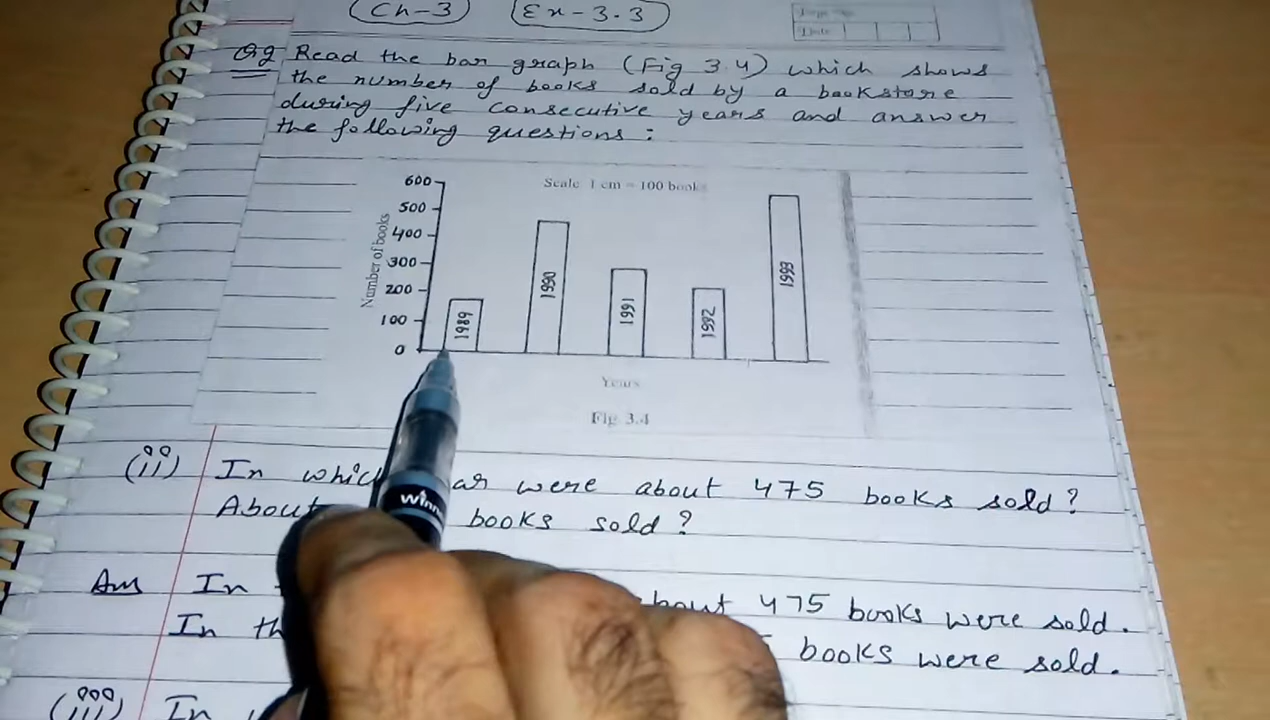 Ch-3 Ex-3.3
Date
Q2 Read the bar graph (Fig 3.4) which shows
the number of books sold by a bookstore
during five consecutive years and answer
the following questions:
Scale 1 cm = 100 books
600
500
400
300
200
100
0
Number of books
1989
1990
1991
1992
1993
Years
Fig 3.4
(ii) In which ar were about 475 books sold?
About books sold?
Ans In bout 475 books were sold.
In th books were sold.
(iii) In
winn